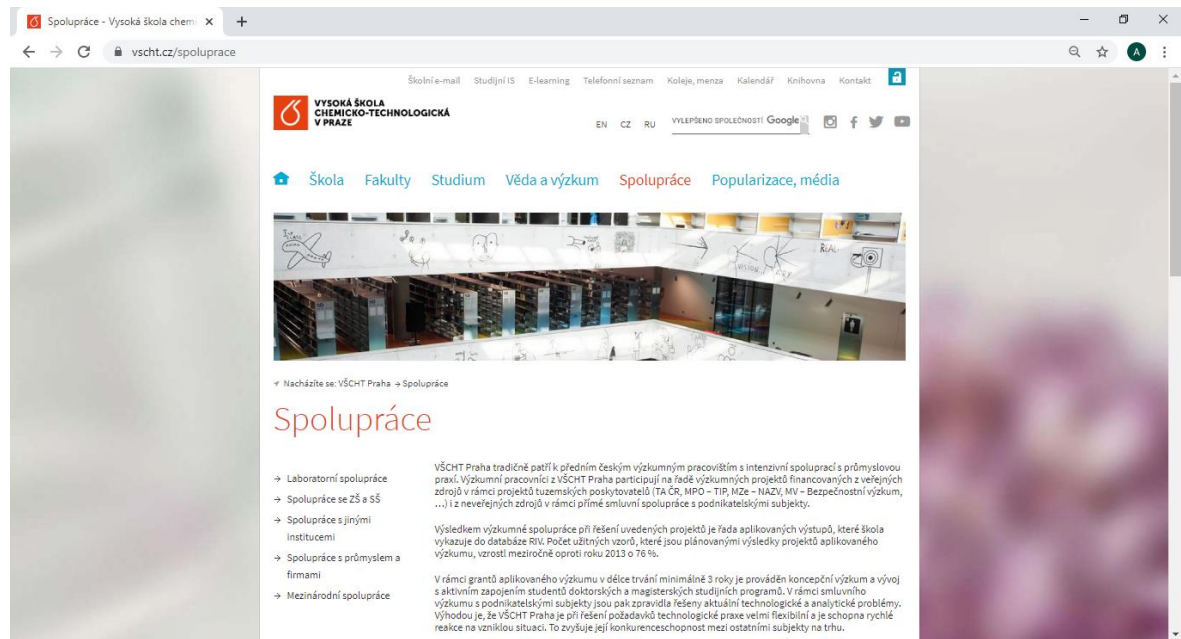 Spolupráce - Vysoká škola chemi
vscht.cz/spoluprace
A
Školní e-mail Studijní IS E-learning Telefonní seznam Koleje, menza Kalendář Knihovna Kontakt
VYSOKÁ ŠKOLA
CHEMICKO-TECHNOLOGICKÁ
V PRAZE
EN CZ RU VYLEPŠENO SPOLEČNOSTÍ Google
Škola Fakulty Studium Věda a výzkum Spolupráce Popularizace, média
REAL
VISION
Nacházíte se: VŠCHT Praha → Spolupráce
Spolupráce
→ Laboratorní spolupráce
→ Spolupráce se ZŠ a SŠ
→ Spolupráce s jinými
institucemi
→ Spolupráce s průmyslem a
firmami
→ Mezinárodní spolupráce
VŠCHT Praha tradičně patří k předním českým výzkumným pracovištím s intenzivní spoluprací s průmyslovou
praxí. Výzkumní pracovníci z VŠCHT Praha participují na řadě výzkumných projektů financovaných z veřejných
zdrojů v rámci projektů tuzemských poskytovatelů (TA ČR, MPO – TIP, MZe – NAZV, MV – Bezpečnostní výzkum,
…) i z neveřejných zdrojů v rámci přímé smluvní spolupráce s podnikatelskými subjekty.
Výsledkem výzkumné spolupráce při řešení uvedených projektů je řada aplikovaných výstupů, které škola
vykazuje do databáze RIV. Počet užitných vzorů, které jsou plánovanými výsledky projektů aplikovaného
výzkumu, vzrostl meziročně oproti roku 2013 o 76 %.
V rámci grantů aplikovaného výzkumu v délce trvání minimálně 3 roky je prováděn koncepční výzkum a vývoj
s aktivním zapojením studentů doktorských a magisterských studijních programů. V rámci smluvního
výzkumu s podnikatelskými subjekty jsou pak zpravidla řešeny aktuální technologické a analytické problémy.
Výhodou je, že VŠCHT Praha je při řešení požadavků technologické praxe velmi flexibilní a je schopna rychlé
reakce na vzniklou situaci. To zvyšuje její konkurenceschopnost mezi ostatními subjekty na trhu.